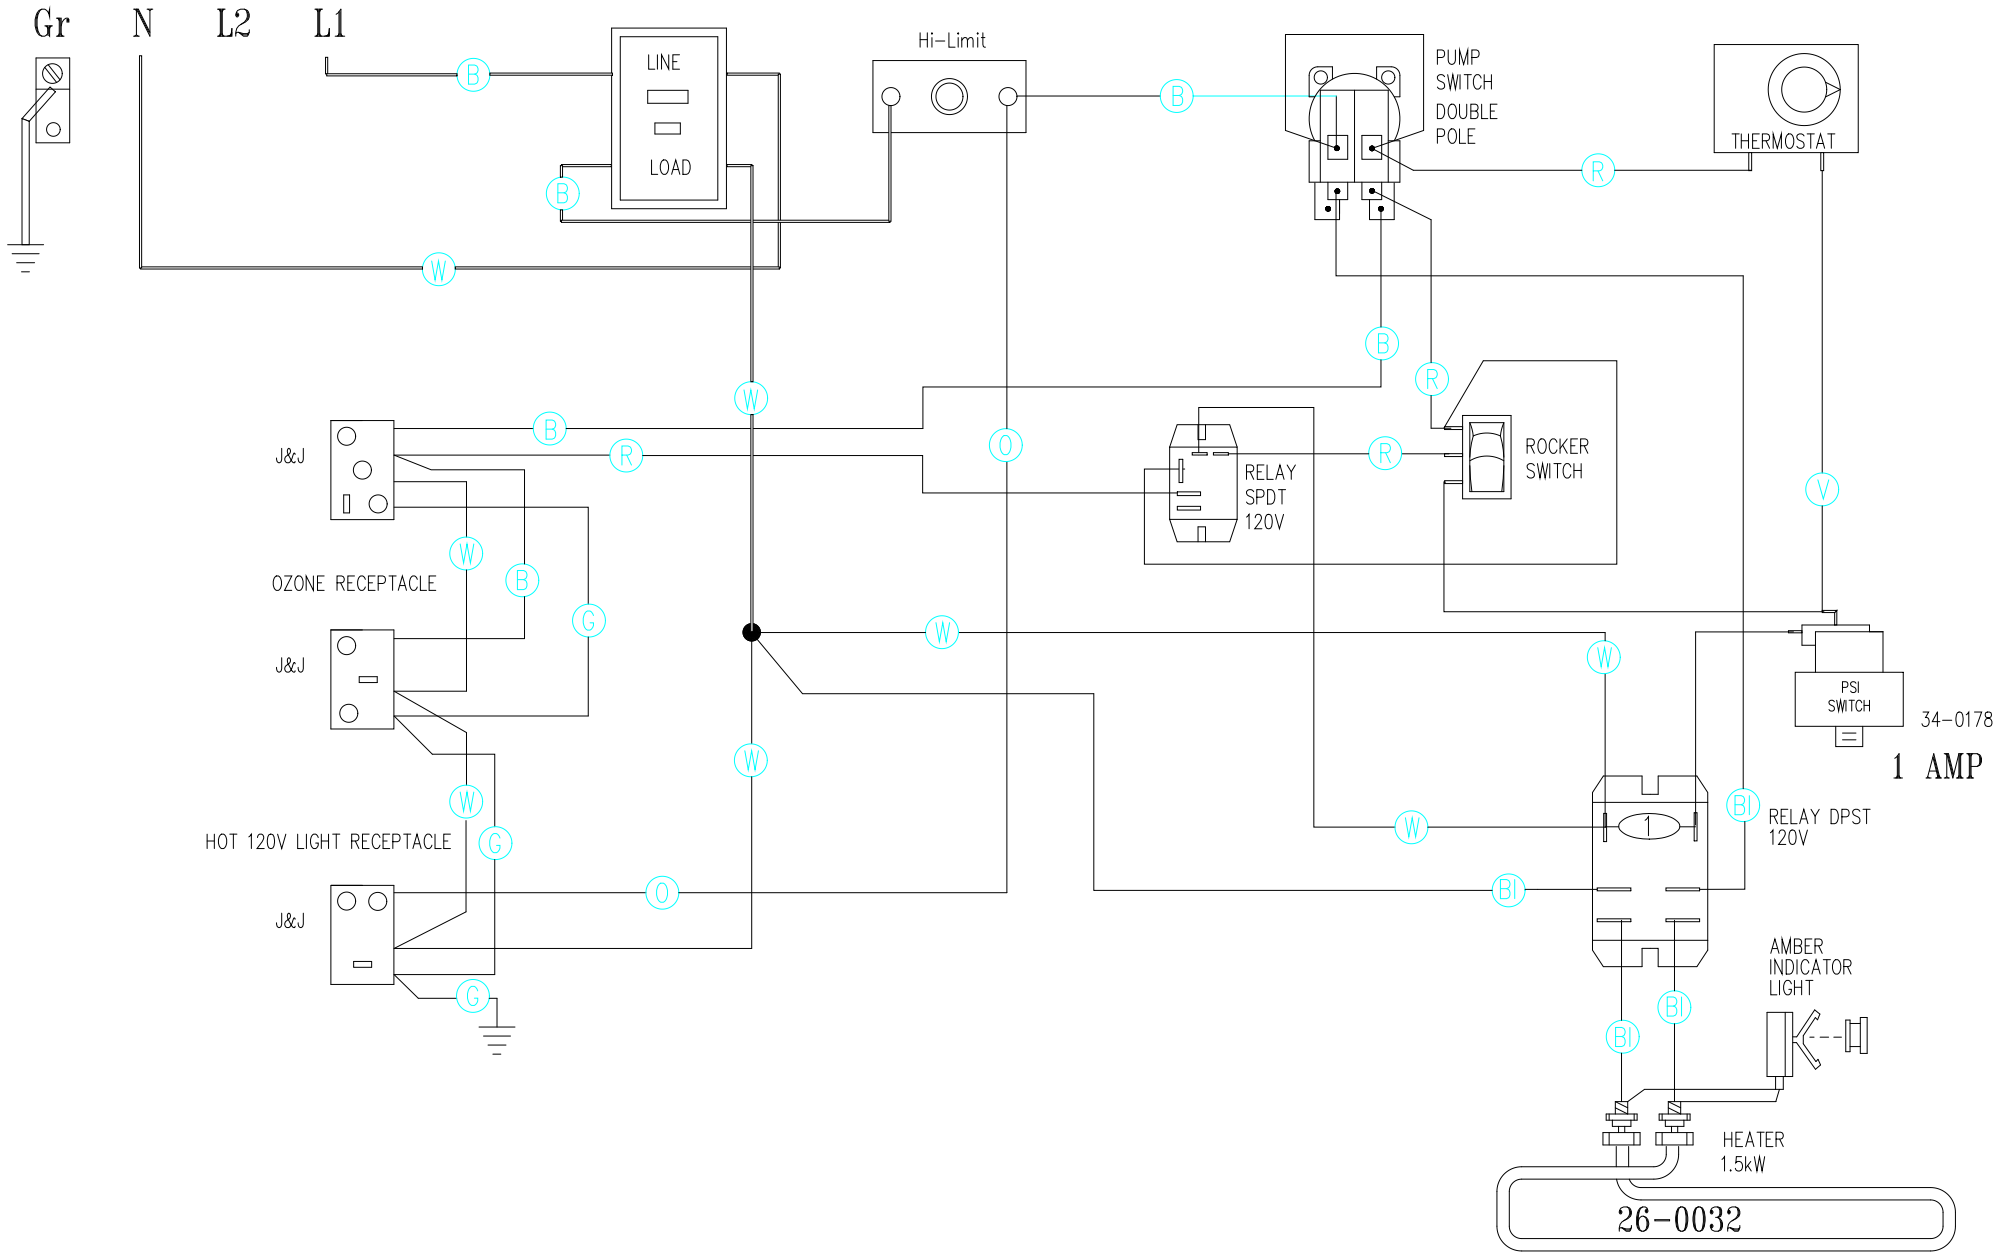 Gr N L2 L1
LINE
LOAD
Hi-Limit
PUMP
SWITCH
DOUBLE
POLE
THERMOSTAT
B
B
B
R
W
B
R
W
B
R
O
R
V
J&J
RELAY
SPDT
120V
ROCKER
SWITCH
W
B
G
OZONE RECEPTACLE
J&J
W
W
PSI
SWITCH
34-0178
1 AMP
W
W
G
HOT 120V LIGHT RECEPTACLE
W
1
BI
RELAY DPST
120V
J&J
O
BI
G
AMBER
INDICATOR
LIGHT
BI
BI
HEATER
1.5kW
26-0032